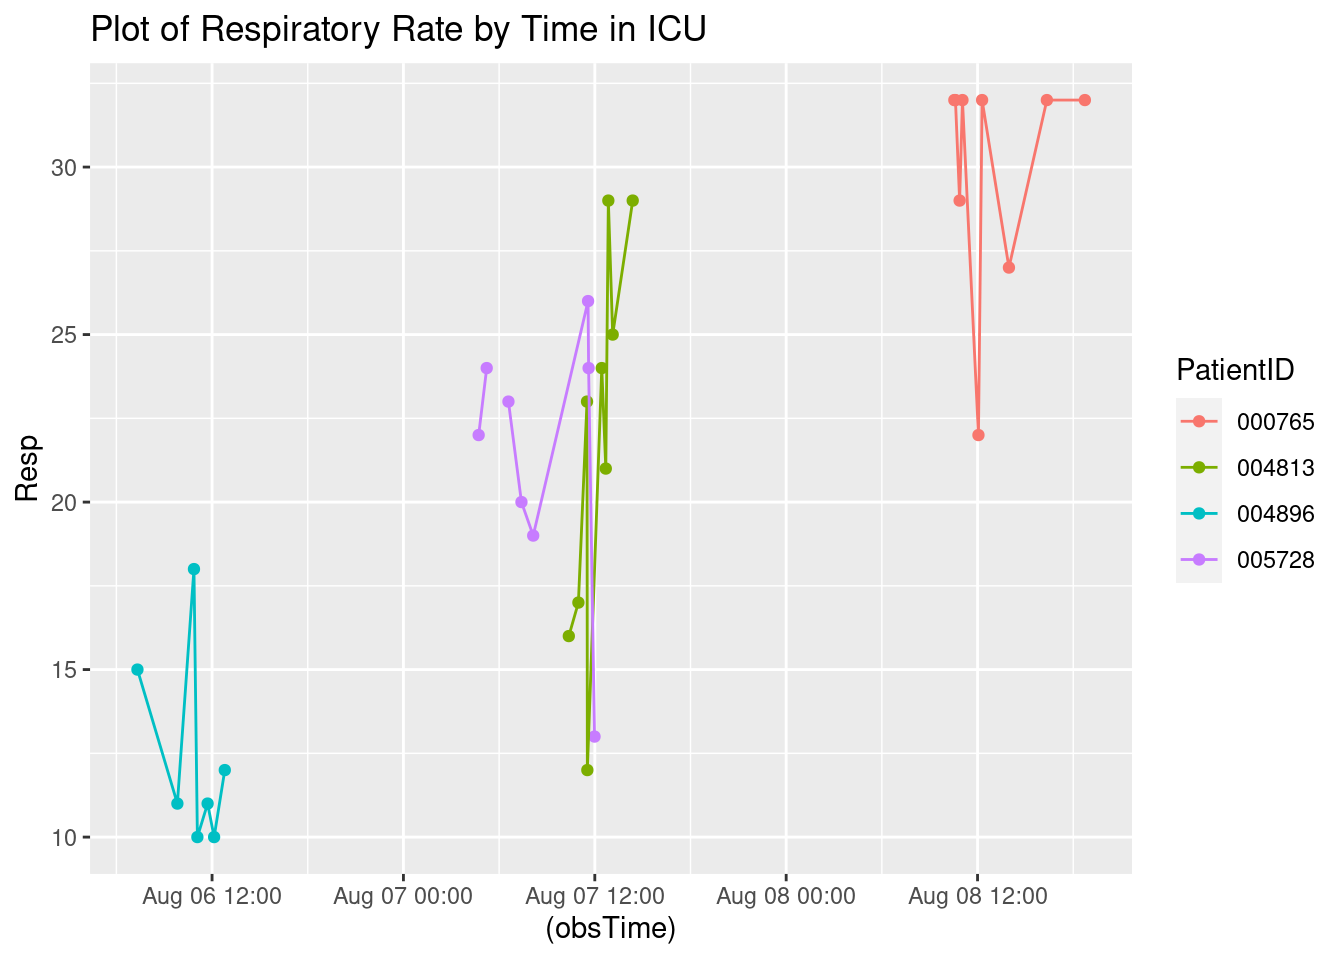 Plot of Respiratory Rate by Time in ICU
Resp
30
25
20
15
10
Aug 06 12:00 Aug 07 00:00 Aug 07 12:00 Aug 08 00:00 Aug 08 12:00
(obsTime)
PatientID
000765
004813
004896
005728